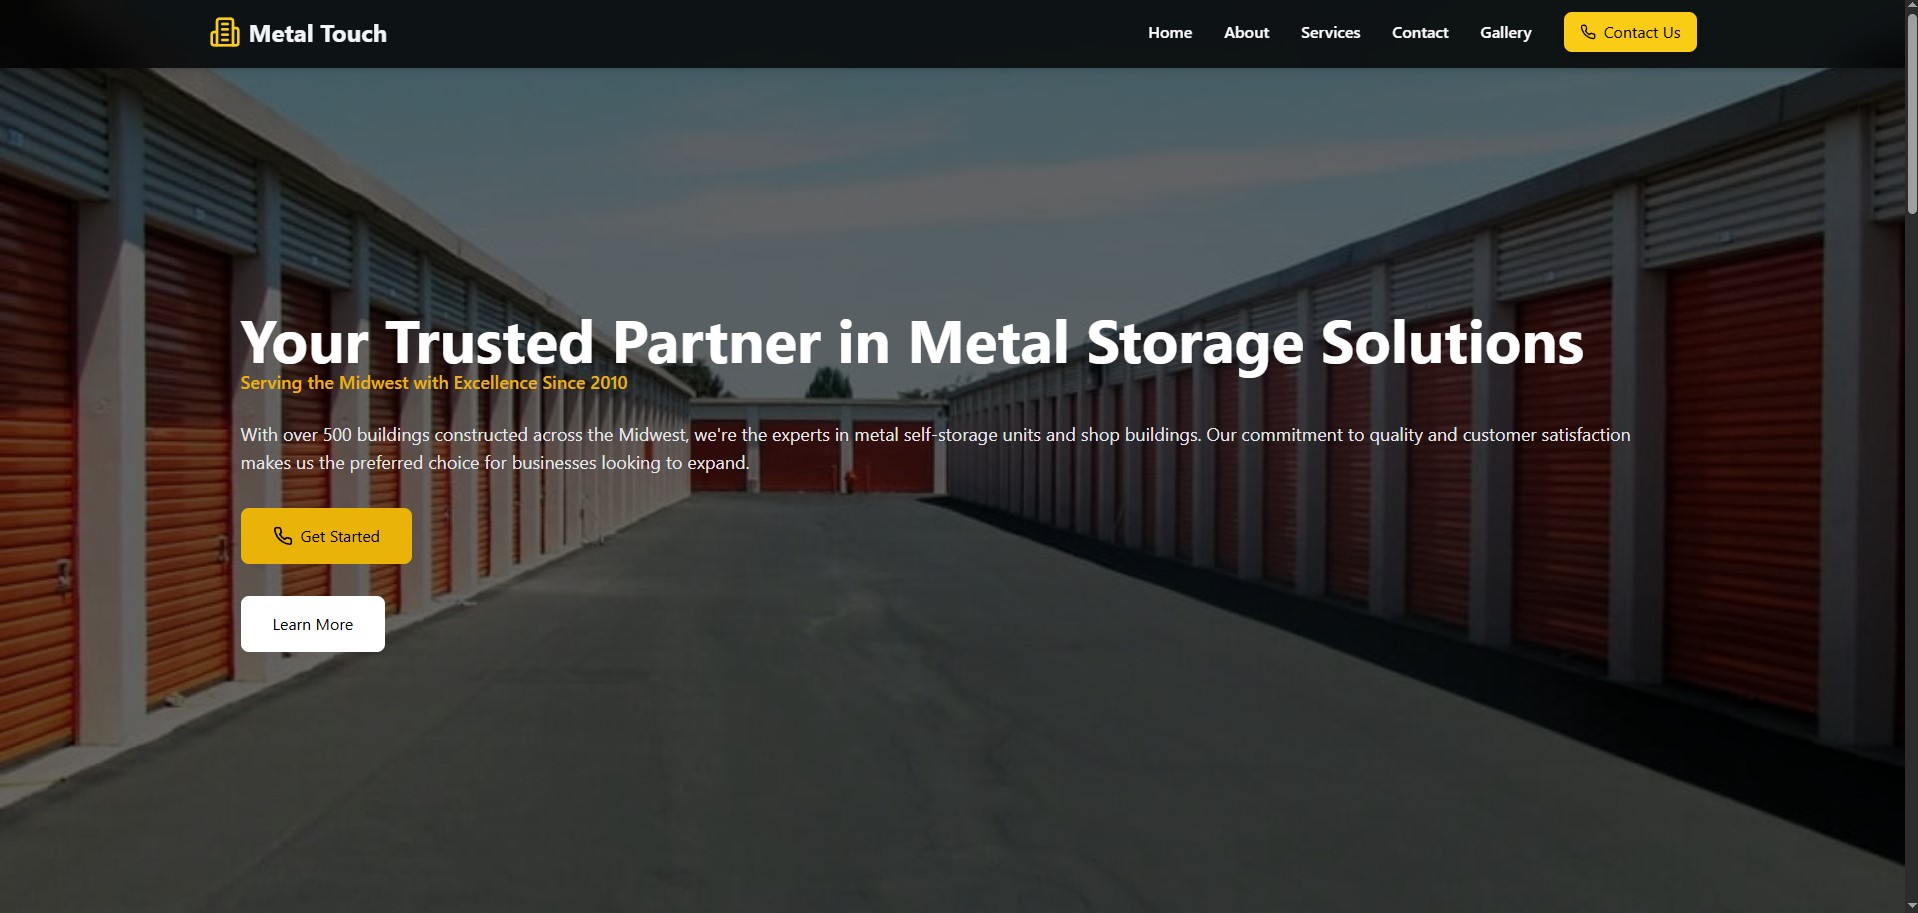 Metal Touch
Home
About
Services
Contact
Gallery
Contact Us
Your Trusted Partner in Metal Storage Solutions
Serving the Midwest with Excellence Since 2010
With over 500 buildings constructed across the Midwest, we're the experts in metal self-storage units and shop buildings. Our commitment to quality and customer satisfaction
makes us the preferred choice for businesses looking to expand.
Get Started
Learn More